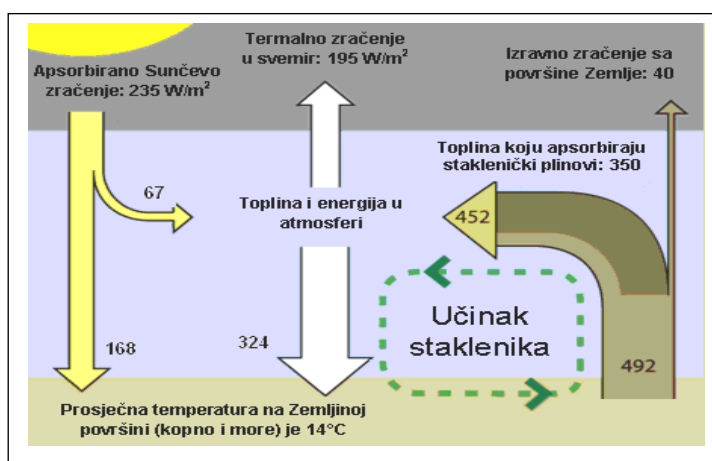 Termalno zračenje
u svemir: 195 W/m²
Izravno zračenje sa
površine Zemlje: 40
Apsorbirano Sunčevo
zračenje: 235 W/m²
Toplina koju apsorbiraju
staklenički plinovi: 350
67
Toplina i energija u
atmosferi
452
Učinak
staklenika
168
324
492
Prosječna temperatura na Zemljinoj
površini (kopno i more) je 14°C